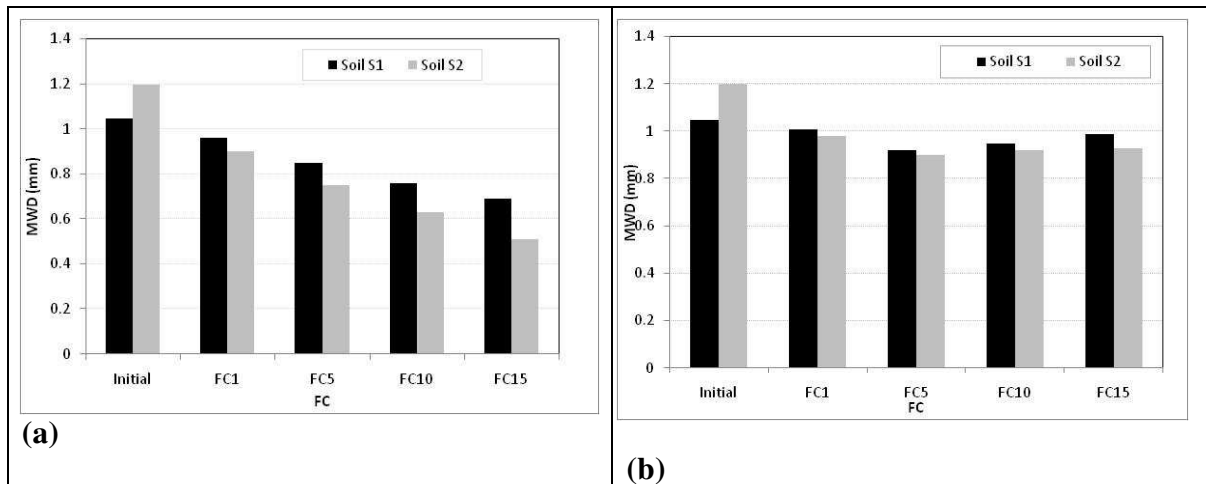 1.4
1.2
1
0.8
0.6
0.4
0.2
0
MWD (mm)
Soil S1 Soil S2
Initial FC1 FC5 FC10 FC15
FC
(a)
1.4
1.2
1
0.8
0.6
0.4
0.2
0
MWD (mm)
Soil S1 Soil S2
Initial FC1 FC5 FC10 FC15
FC
(b)